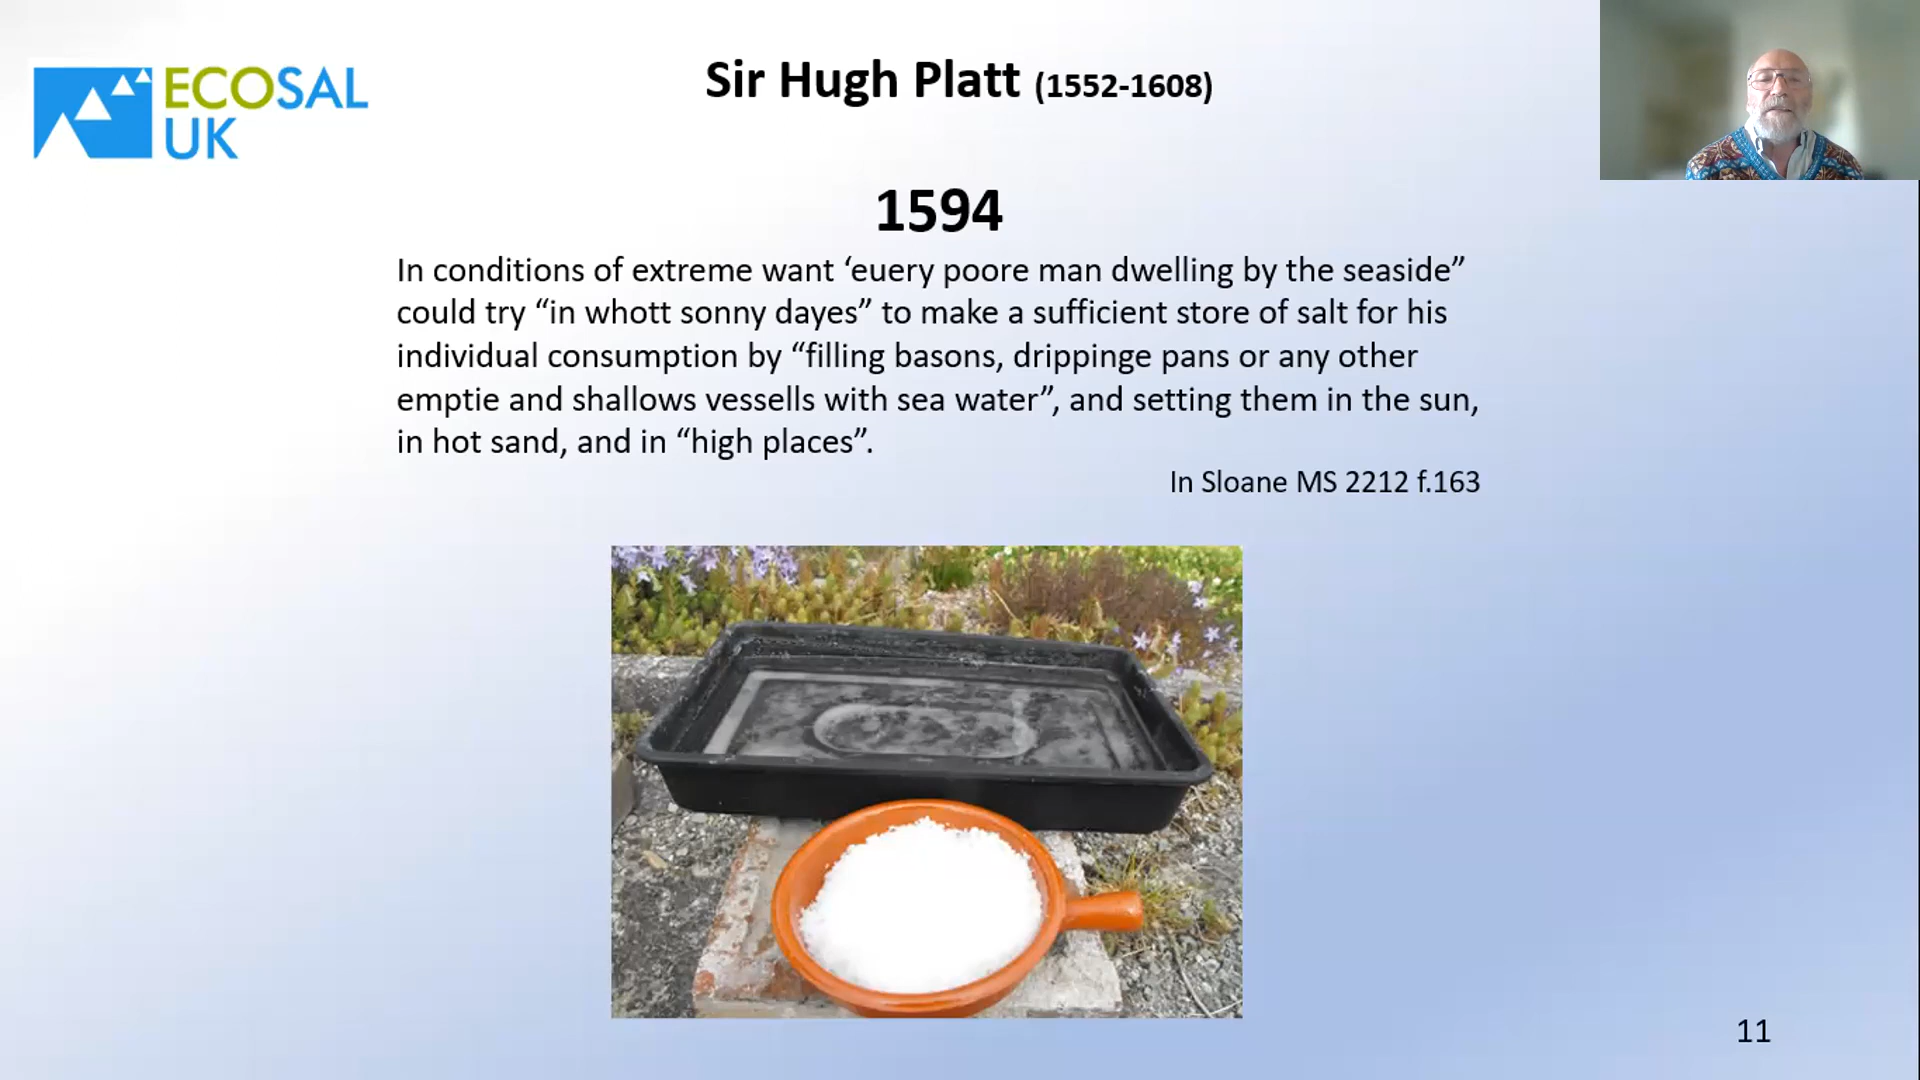 ECOSAL
UK
Sir Hugh Platt (1552-1608)
1594
In conditions of extreme want ‘euery poore man dwelling by the seaside”
could try “in whott sonny dayes” to make a sufficient store of salt for his
individual consumption by “filling basons, drippinge pans or any other
emptie and shallows vessells with sea water”, and setting them in the sun,
in hot sand, and in “high places”.
In Sloane MS 2212 f.163
11